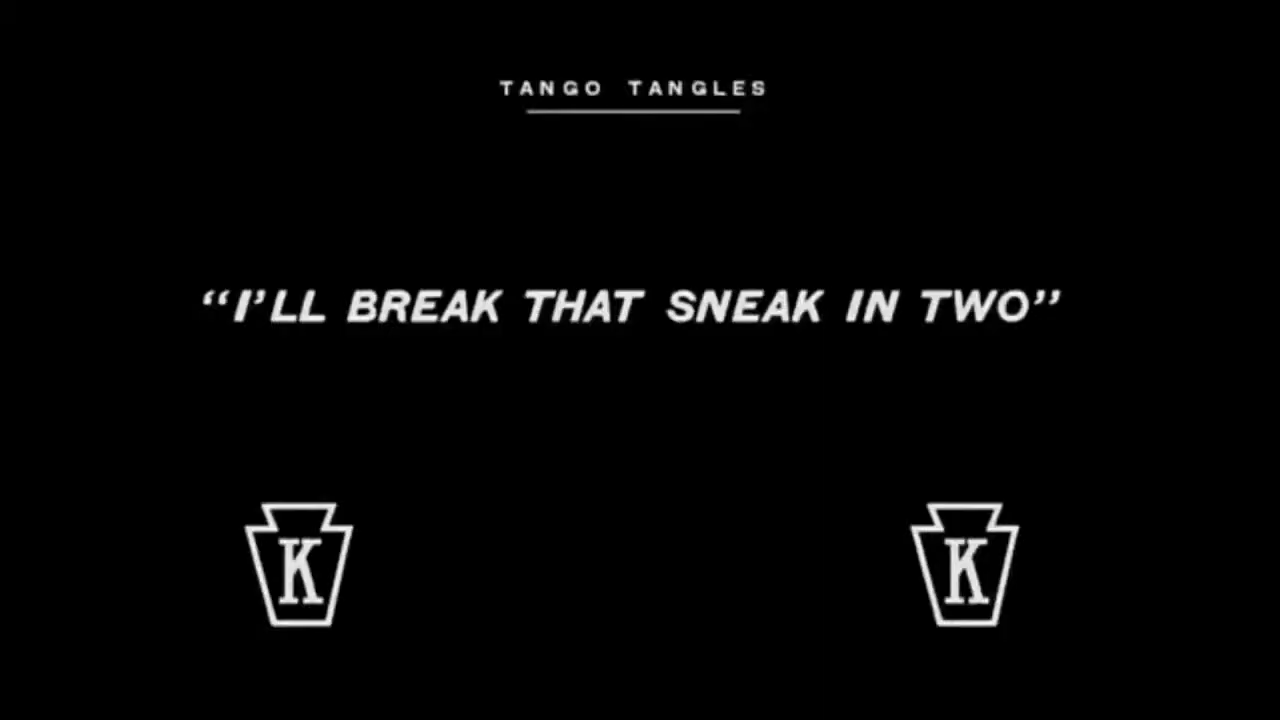 TANGO TANGLES
“I’LL BREAK THAT SNEAK IN TWO”
K K